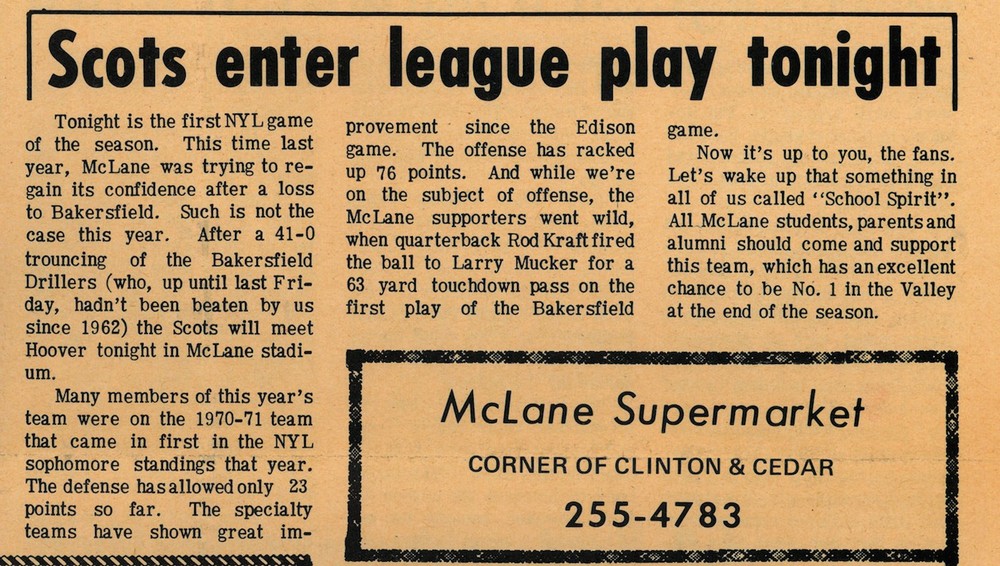 Scots enter league play tonight
Tonight is the first NYL game
of the season. This time last
year, McLane was trying to re-
gain its confidence after a loss
to Bakersfield. Such is not the
case this year. After a 41-0
trouncing of the Bakersfield
Drillers (who, up until last Fri-
day, hadn't been beaten by us
since 1962) the Scots will meet
Hoover tonight in McLane stadi-
um.
Many members of this year's
team were on the 1970-71 team
that came in first in the NYL
sophomore standings that year.
The defense has allowed only 23
points so far. The specialty
teams have shown great im-
provement since the Edison
game. The offense has racked
up 76 points. And while we're
on the subject of offense, the
McLane supporters went wild,
when quarterback Rod Kraft fired
the ball to Larry Mucker for a
63 yard touchdown pass on the
first play of the Bakersfield
game.
Now it's up to you, the fans.
Let's wake up that something in
all of us called "School Spirit".
All McLane students, parents and
alumni should come and support
this team, which has an excellent
chance to be No. 1 in the Valley
at the end of the season.
McLane Supermarket
CORNER OF CLINTON & CEDAR
255-4783